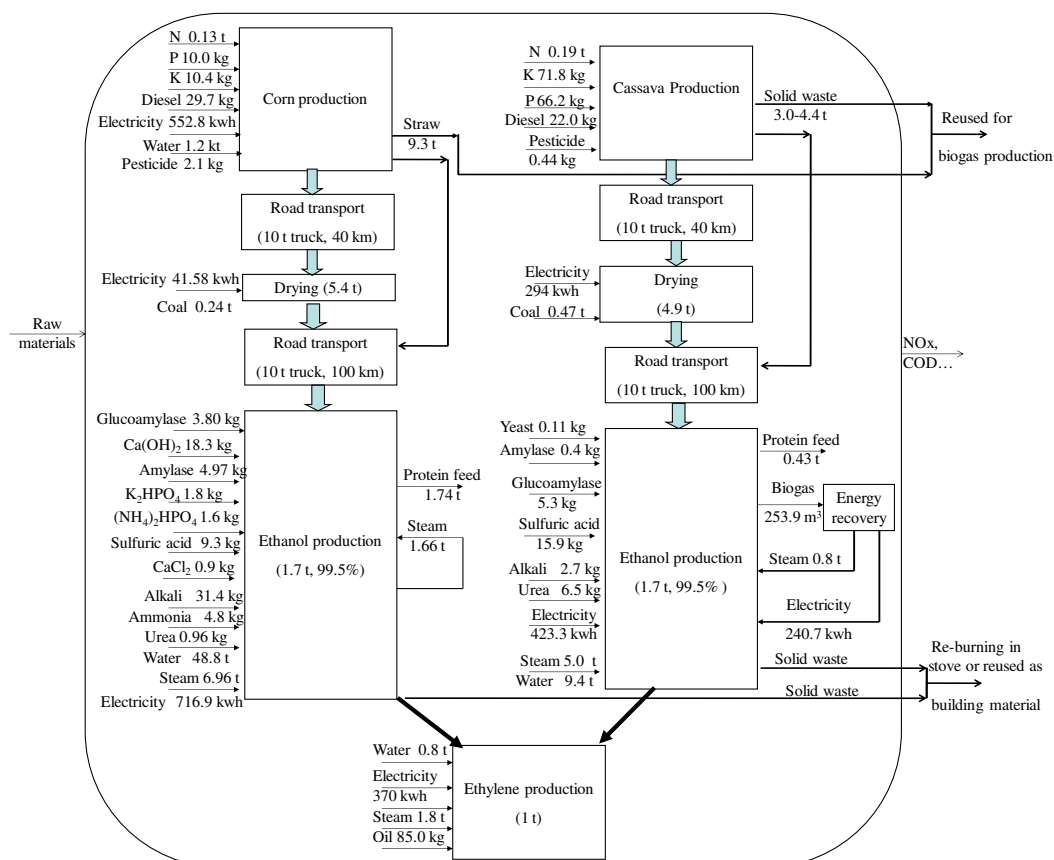 N 0.13 t
P 10.0 kg
K 10.4 kg
Diesel 29.7 kg
Electricity 552.8 kwh
Water 1.2 kt
Pesticide 2.1 kg
Corn production
Straw
9.3 t
N 0.19 t
K 71.8 kg
P 66.2 kg
Diesel 22.0 kg
Pesticide
0.44 kg
Cassava Production
Solid waste
3.0-4.4 t
Reused for
biogas production
Road transport
(10 t truck, 40 km)
Road transport
(10 t truck, 40 km)
Electricity 41.58 kwh
Coal 0.24 t
Drying (5.4 t)
Electricity
294 kwh
Coal 0.47 t
Drying
(4.9 t)
Raw
materials
NOx,
COD…
Road transport
(10 t truck, 100 km)
Road transport
(10 t truck, 100 km)
Glucoamylase 3.80 kg
Ca(OH)2 18.3 kg
Amylase 4.97 kg
K2HPO4 1.8 kg
(NH4)2HPO4 1.6 kg
Sulfuric acid 9.3 kg
CaCl2 0.9 kg
Alkali 31.4 kg
Ammonia 4.8 kg
Urea 0.96 kg
Water 48.8 t
Steam 6.96 t
Electricity 716.9 kwh
Ethanol production
(1.7 t, 99.5%)
Protein feed
1.74 t
Steam
1.66 t
Yeast 0.11 kg
Amylase 0.4 kg
Glucoamylase
5.3 kg
Sulfuric acid
15.9 kg
Alkali 2.7 kg
Urea 6.5 kg
Electricity
423.3 kwh
Steam 5.0 t
Water 9.4 t
Ethanol production
(1.7 t, 99.5% )
Protein feed
0.43 t
Biogas
253.9 m3
Energy
recovery
Steam 0.8 t
Electricity
240.7 kwh
Solid waste
Solid waste
Re-burning in
stove or reused as
building material
Water 0.8 t
Electricity
370 kwh
Steam 1.8 t
Oil 85.0 kg
Ethylene production
(1 t)